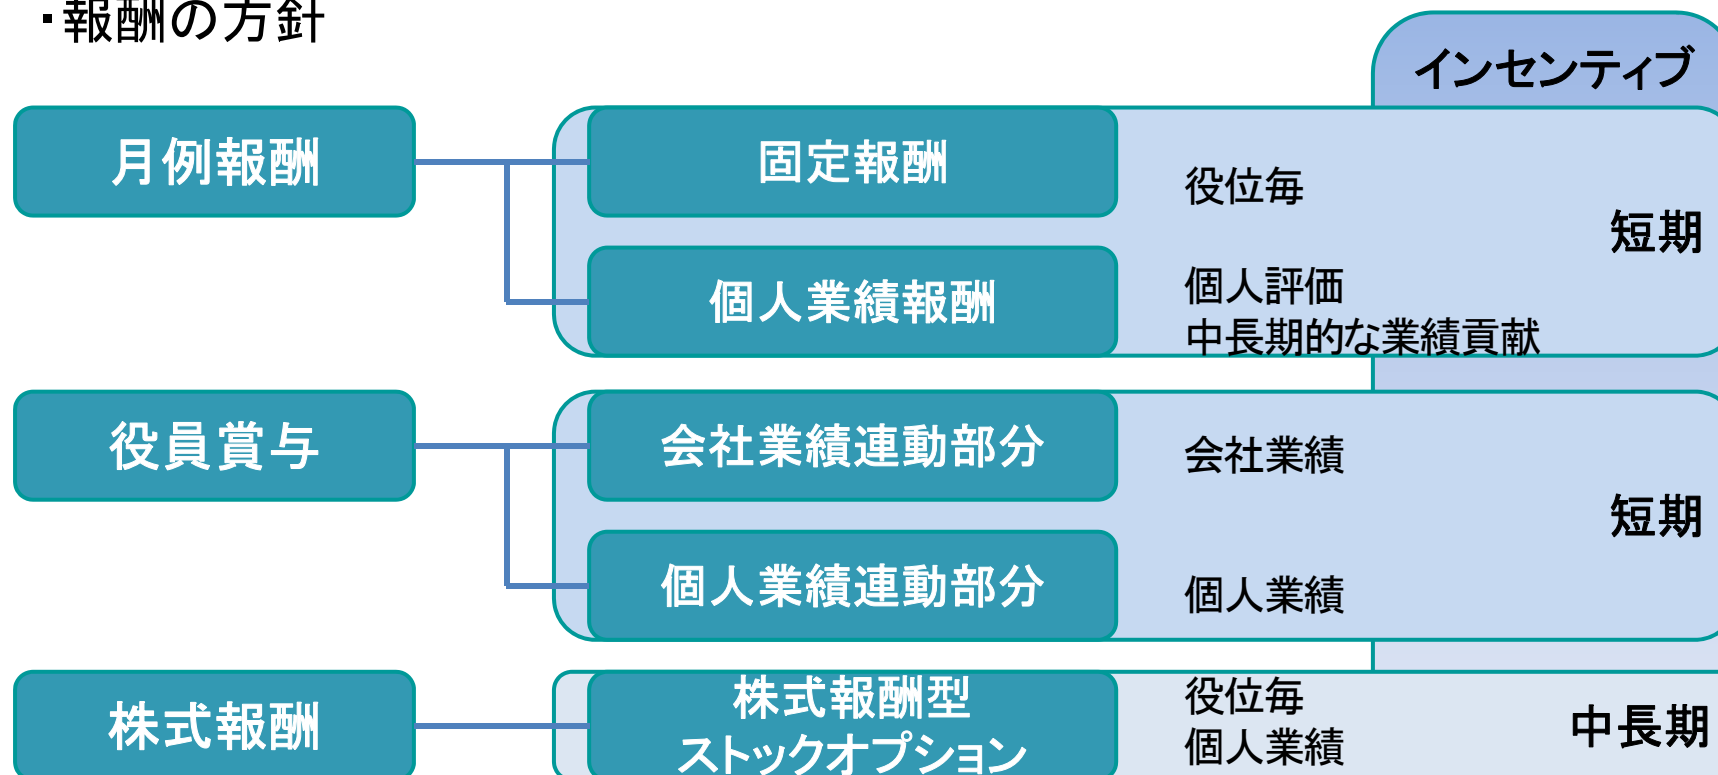 ・報酬の方針
インセンティブ
月例報酬
固定報酬
役位毎
短期
個人業績報酬
個人評価
中長期的な業績貢献
役員賞与
会社業績連動部分
会社業績
短期
個人業績連動部分
個人業績
株式報酬
株式報酬型
ストックオプション
役位毎
個人業績
中長期